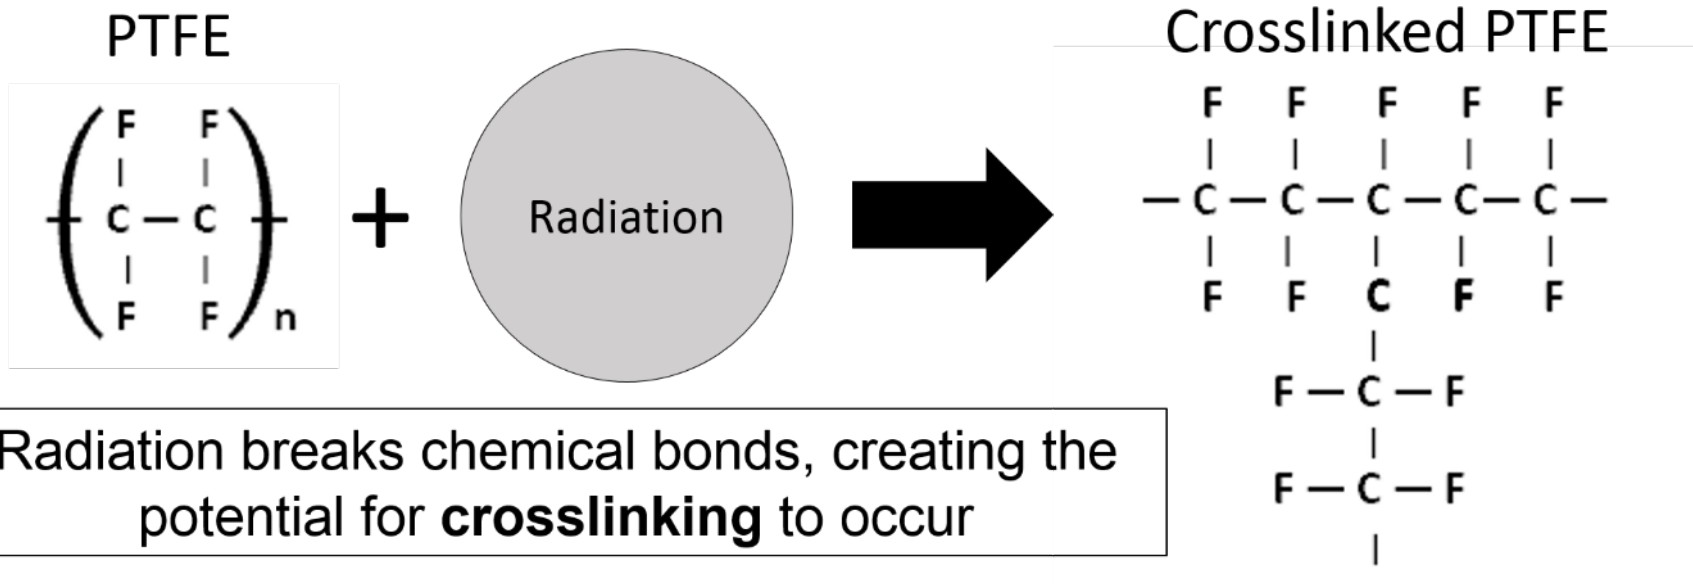 PTFE
F F
C — C
F F
n
+
Radiation
Crosslinked PTFE
F F F F F
— C — C — C — C — C —
F F C F F
F — C — F
F — C — F
Radiation breaks chemical bonds, creating the
potential for crosslinking to occur